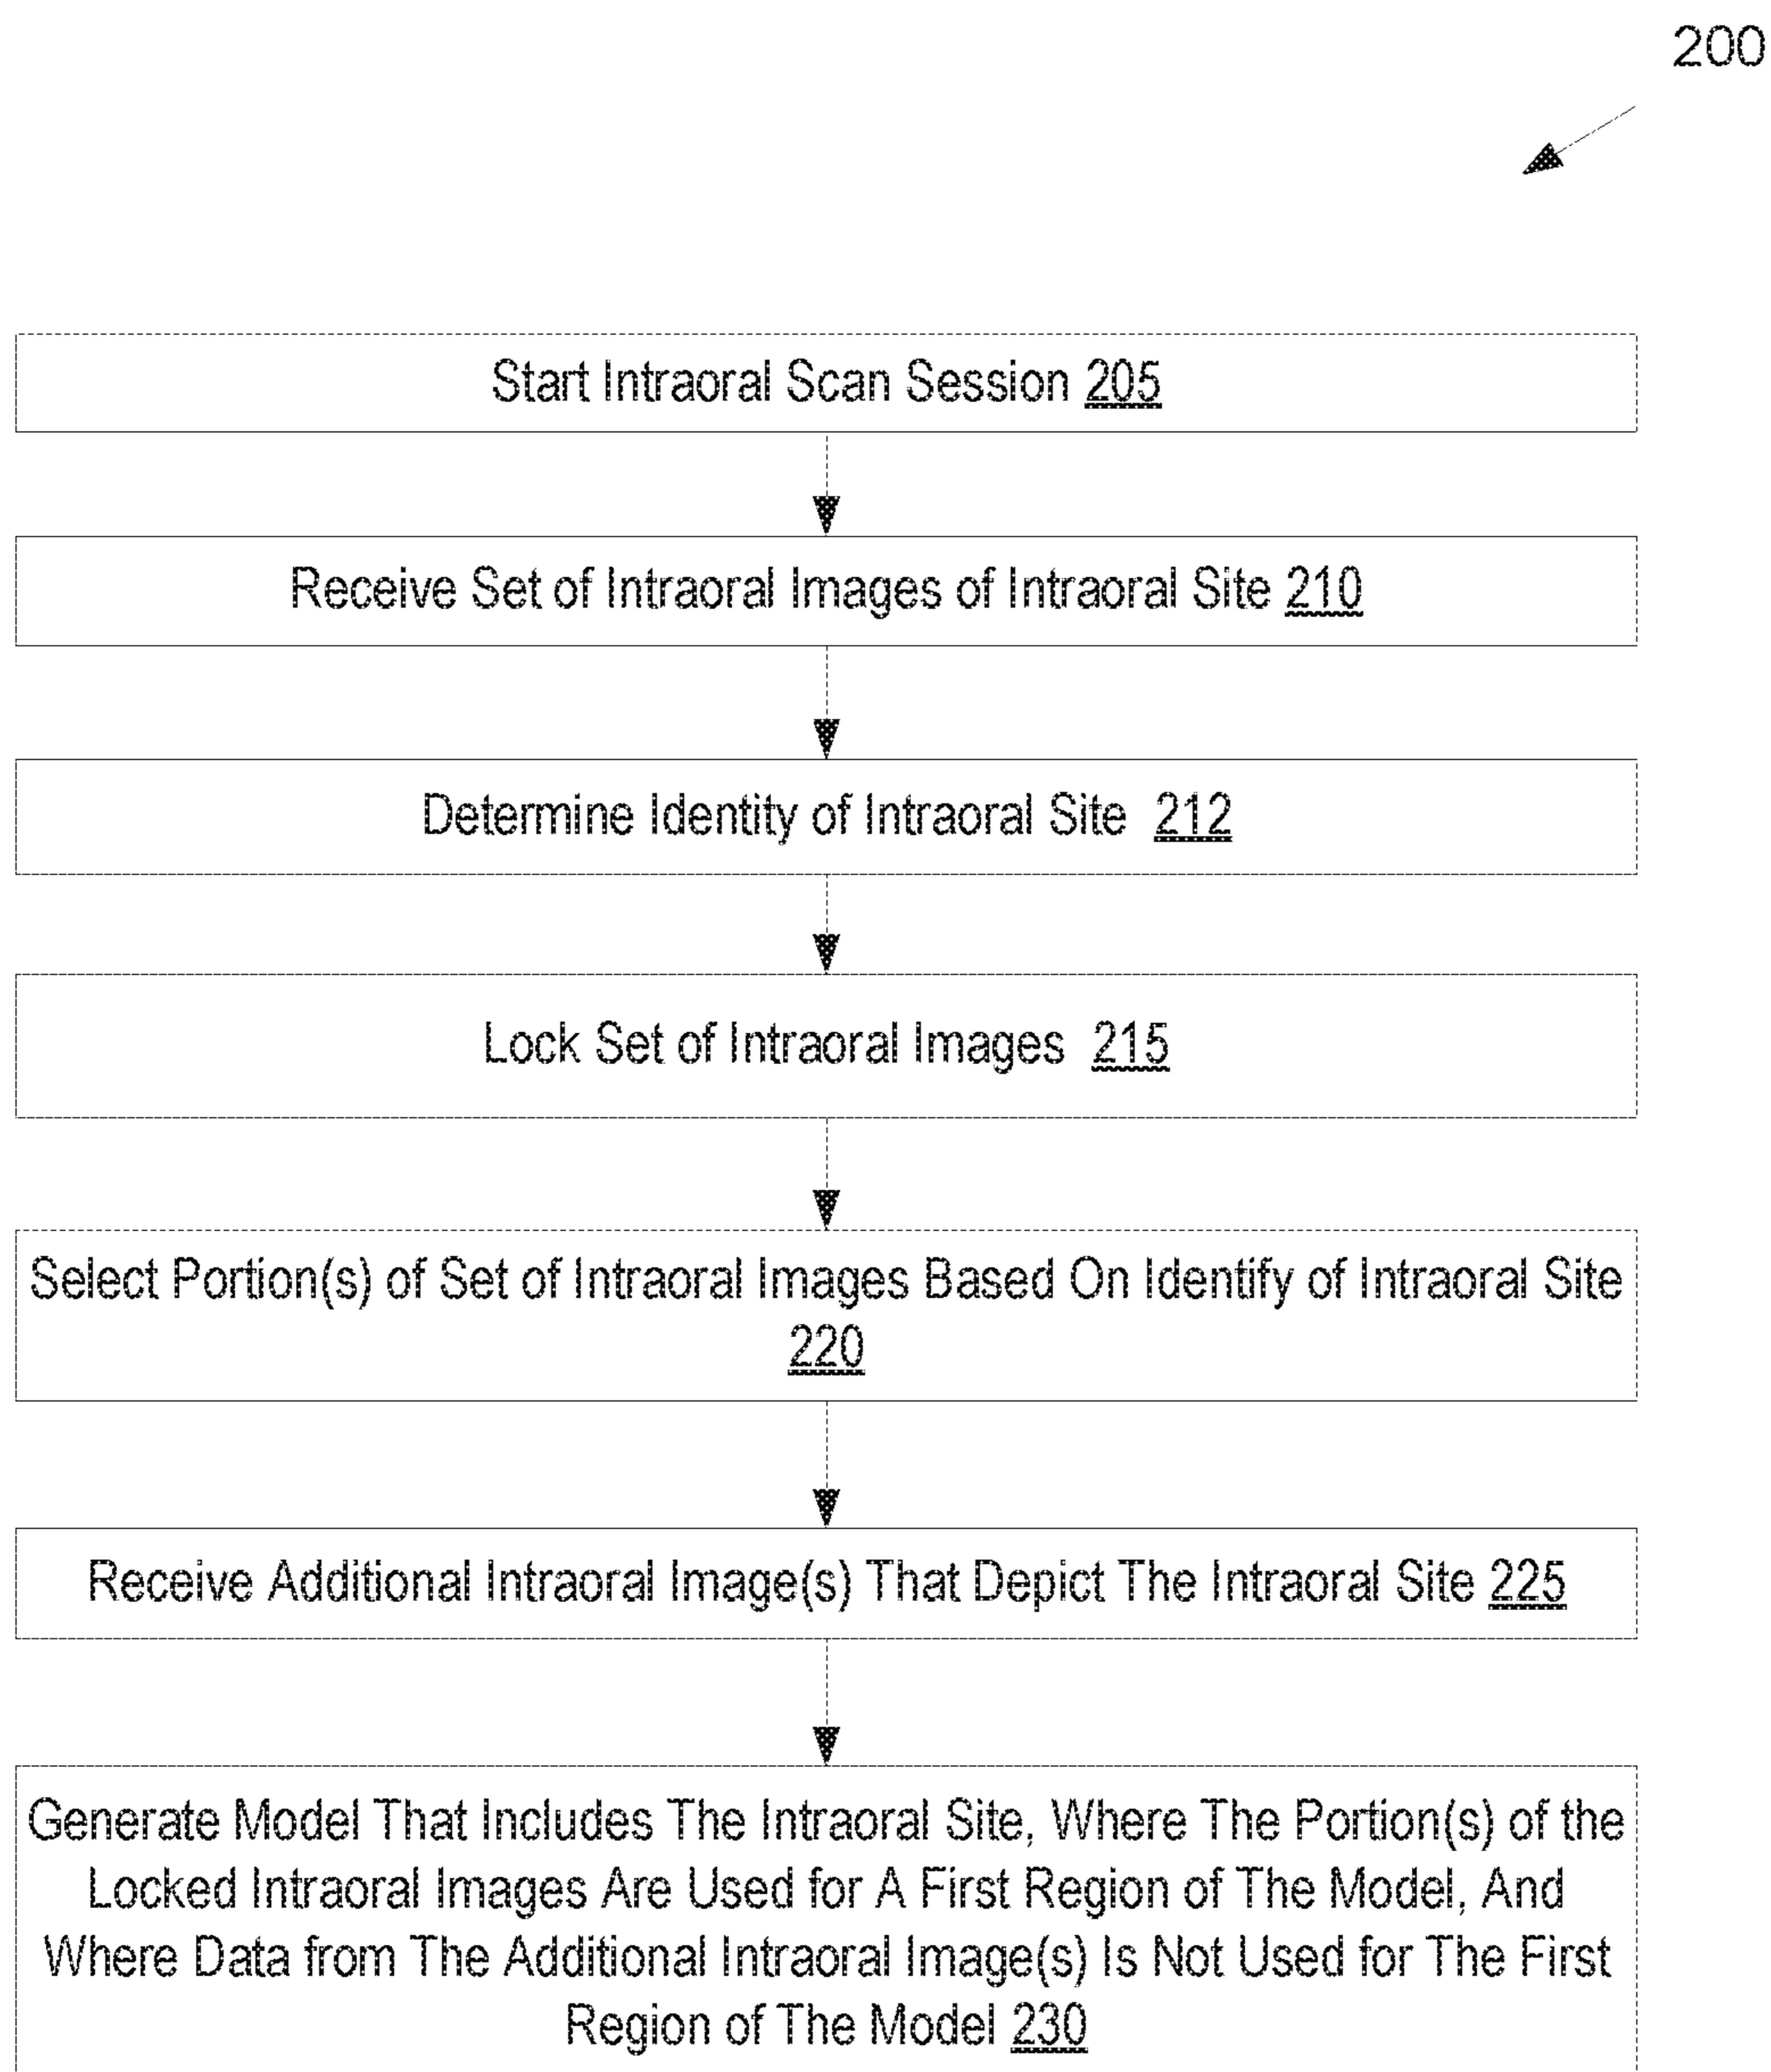 200
Start Intraoral Scan Session 205
Receive Set of Intraoral Images of Intraoral Site 210
Determine Identity of Intraoral Site 212
Lock Set of Intraoral Images 215
Select Portion(s) of Set of Intraoral Images Based On Identify of Intraoral Site
220
Receive Additional Intraoral Image(s) That Depict The Intraoral Site 225
Generate Model That Includes The Intraoral Site, Where The Portion(s) of the
Locked Intraoral Images Are Used for A First Region of The Model, And
Where Data from The Additional Intraoral Image(s) Is Not Used for The First
Region of The Model 230